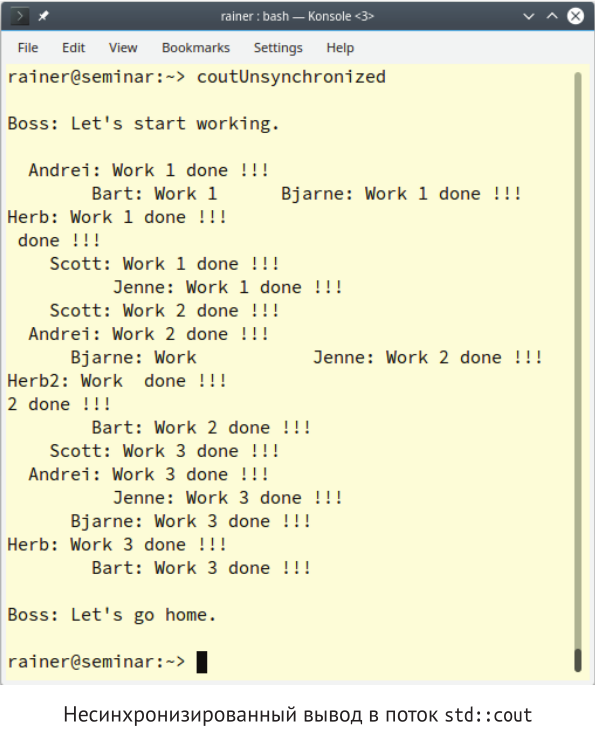 rainer : bash — Konsole <3>
File Edit View Bookmarks Settings Help
rainer@seminar:~> coutUnsynchronized
Boss: Let's start working.
Andrei: Work 1 done !!!
Bart: Work 1 Bjarne: Work 1 done !!!
Herb: Work 1 done !!!
done !!!
Scott: Work 1 done !!!
Jenne: Work 1 done !!!
Scott: Work 2 done !!!
Andrei: Work 2 done !!!
Bjarne: Work Jenne: Work 2 done !!!
Herb2: Work done !!!
2 done !!!
Bart: Work 2 done !!!
Scott: Work 3 done !!!
Andrei: Work 3 done !!!
Jenne: Work 3 done !!!
Bjarne: Work 3 done !!!
Herb: Work 3 done !!!
Bart: Work 3 done !!!
Boss: Let's go home.
rainer@seminar:~>
Несинхронизированный вывод в поток std::cout